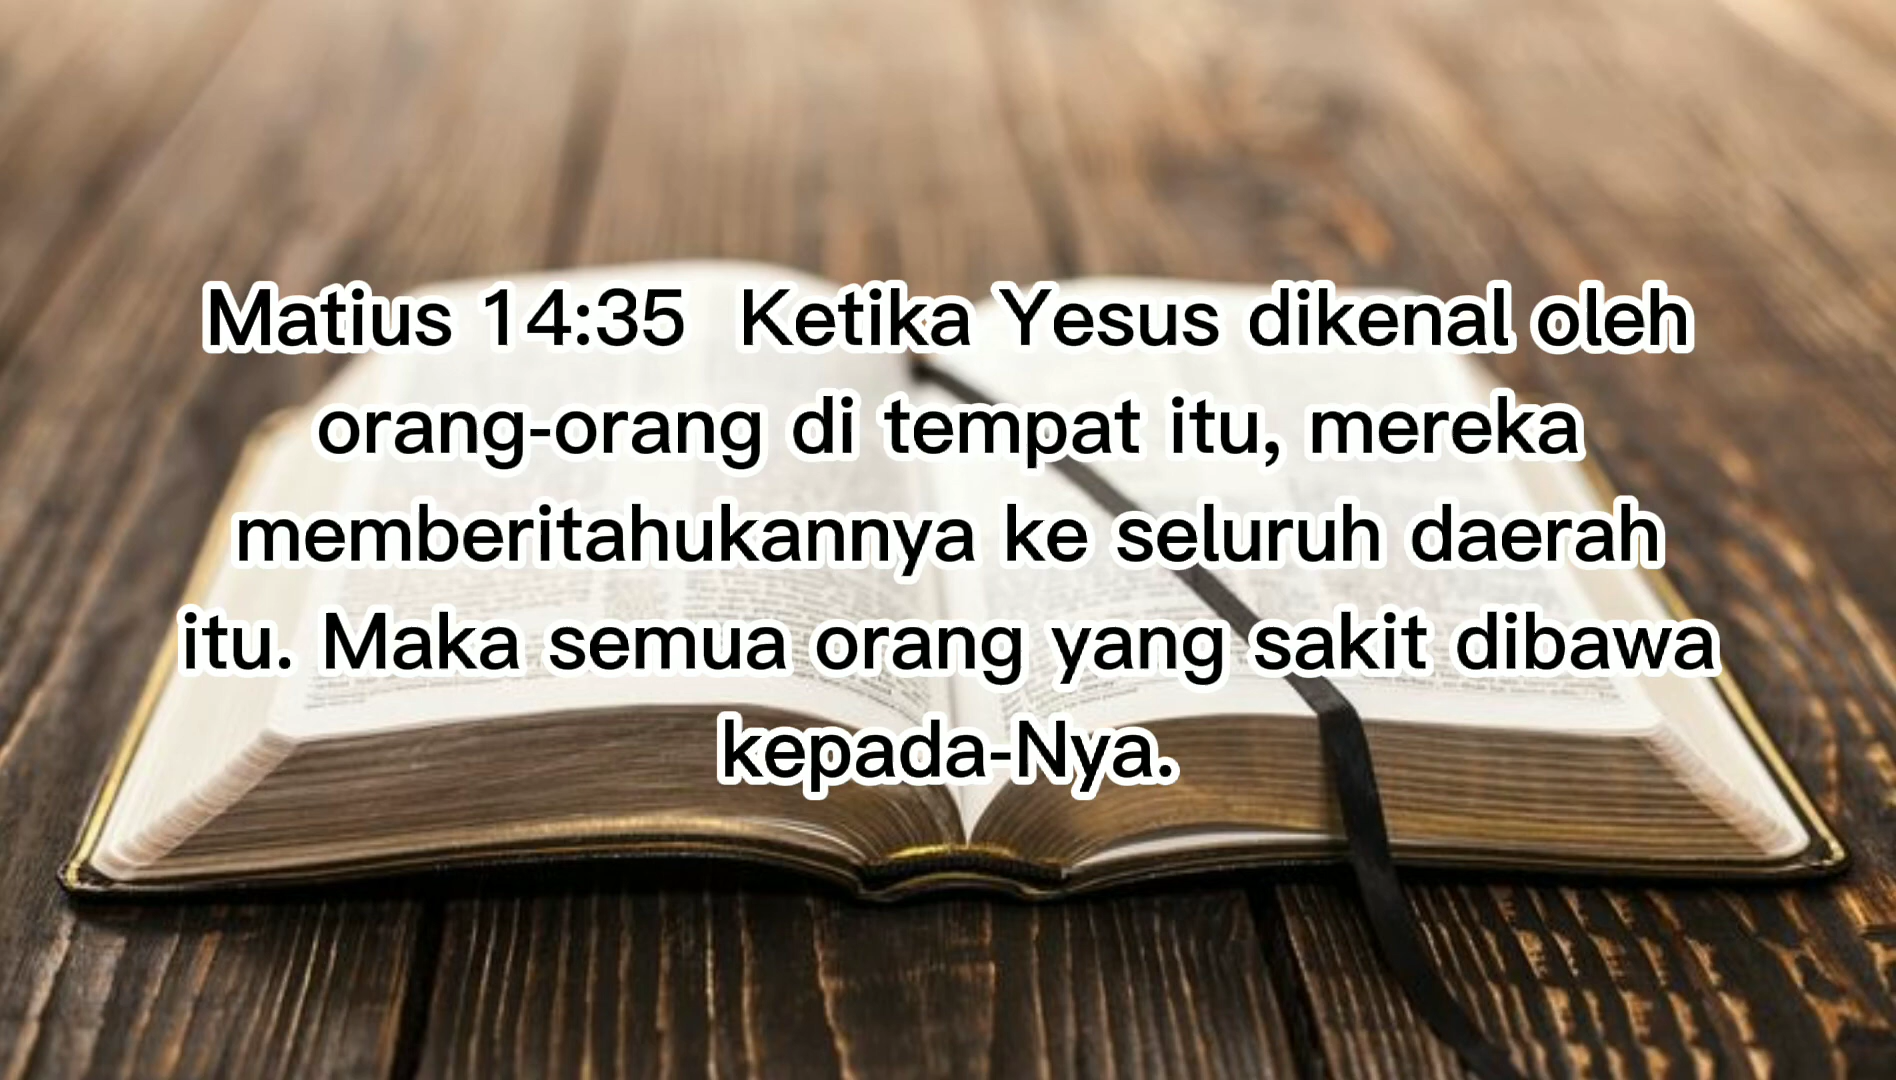 Matius 14:35  Ketika Yesus dikenal oleh
orang-orang di tempat itu, mereka
memberitahukannya ke seluruh daerah
itu. Maka semua orang yang sakit dibawa
kepada-Nya.